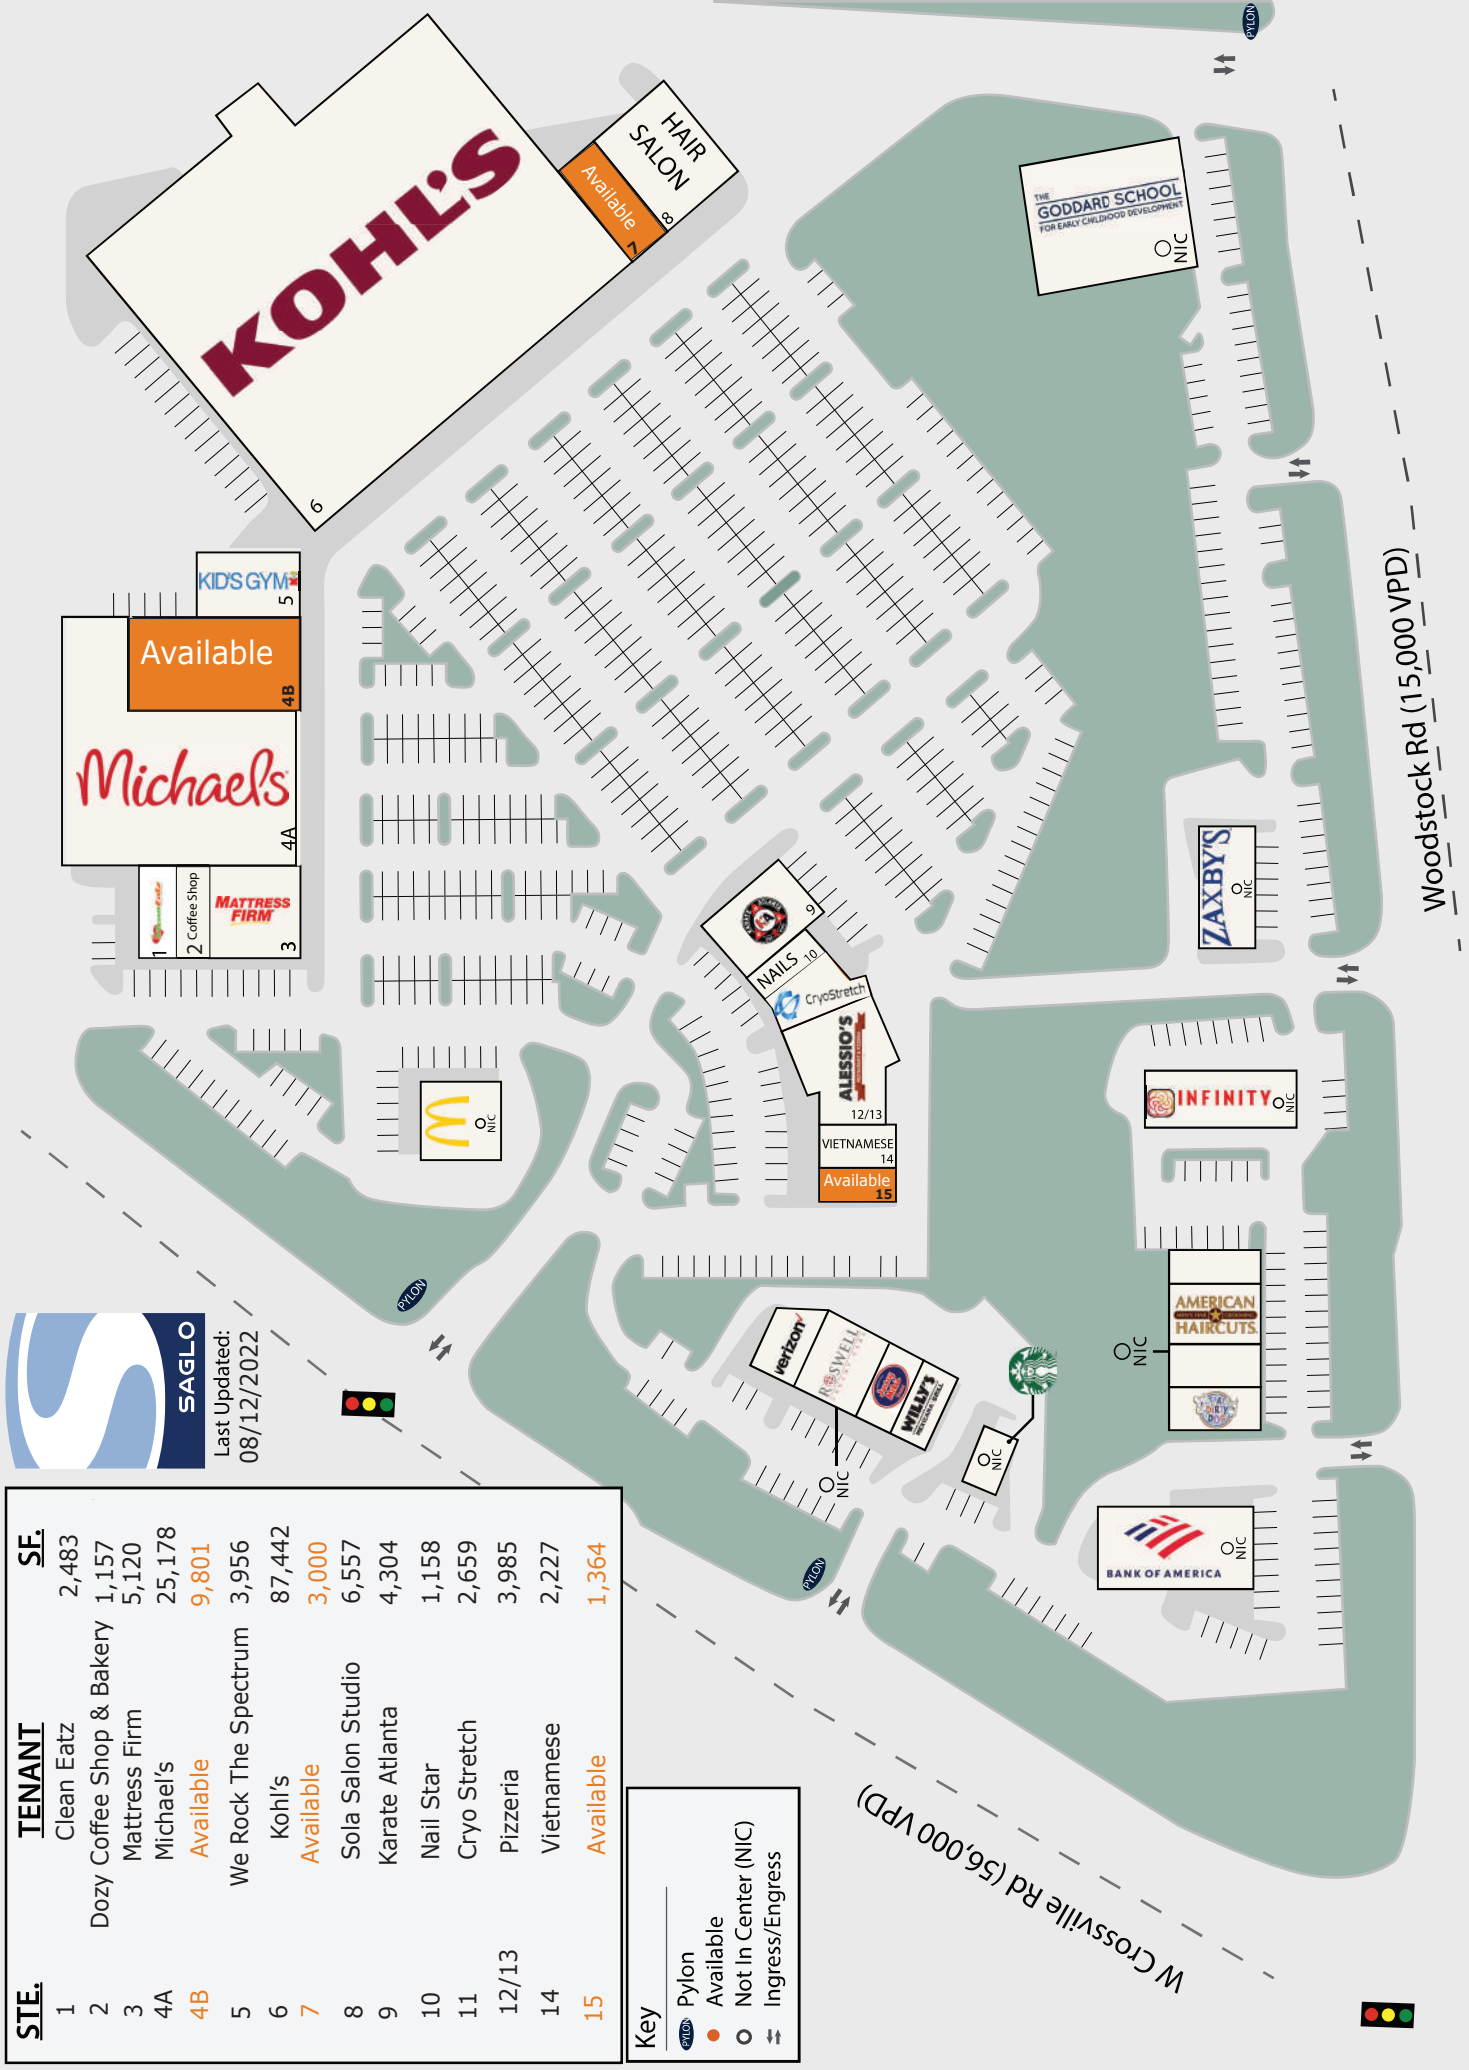 SAGLO
Last Updated:
08/12/2022
STE. TENANT SF.
1 Clean Eatz 2,483
2 Dozy Coffee Shop & Bakery 1,157
3 Mattress Firm 5,120
4A Michael's 25,178
4B Available 9,801
5 We Rock The Spectrum 3,956
6 Kohl's 87,442
7 Available 3,000
8 Sola Salon Studio 6,557
9 Karate Atlanta 4,304
10 Nail Star 1,158
11 Cryo Stretch 2,659
12/13 Pizzeria 3,985
14 Vietnamese 2,227
15 Available 1,364
Key
PYLON Pylon
Available
Not In Center (NIC)
Ingress/Engress
1
2 Coffee Shop
MATTRESS
FIRM
3
Michaels
4A
Available
4B
KID'S GYM
5
KOHL'S
6
Available
7
HAIR
SALON
8
9
NAILS
10
CryoStretch
ALESSIO'S
12/13
VIETNAMESE
14
Available
15
NIC
PYLON
verizon
ROSWELL
WILLY'S
MEXICANA GRILL
NIC
NIC
PYLON
BANK OF AMERICA
NIC
AMERICAN
HAIRCUTS
DIRTY
DOG
NIC
INFINITY
NIC
ZAXBY'S
NIC
THE
GODDARD SCHOOL
FOR EARLY CHILDHOOD DEVELOPMENT
NIC
PYLON
Woodstock Rd (15,000 VPD)
W Crossville Rd (56,000 VPD)